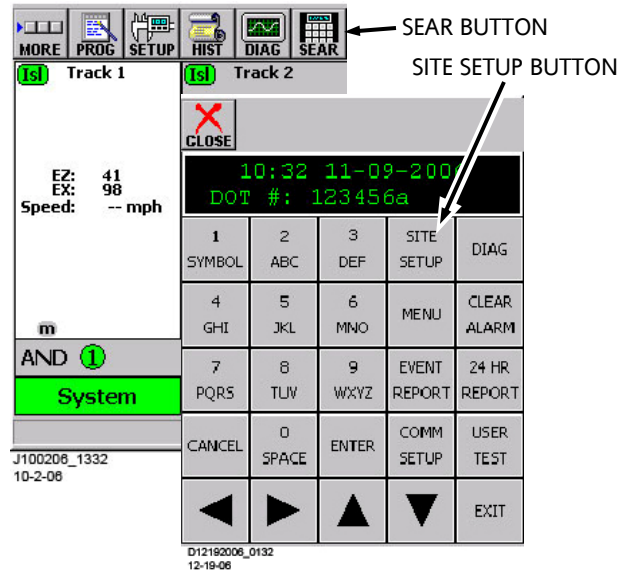 SEAR BUTTON
SITE SETUP BUTTON
MORE PROG SETUP HIST DIAG SEAR
Isl Track 1
Isl Track 2
EZ: 41
EX: 98
Speed: -- mph
m
AND 1
System
J100206_1332
10-2-06
CLOSE
10:32 11-09-200
DOT #: 123456a
1 2 3 SITE DIAG
SYMBOL ABC DEF SETUP
4 5 6 MENU CLEAR
GHI JKL MNO ALARM
7 8 9 EVENT 24 HR
PQRS TUV WXYZ REPORT REPORT
CANCEL 0 ENTER COMM USER
SPACE SETUP TEST
EXIT
D12192006_0132
12-19-06